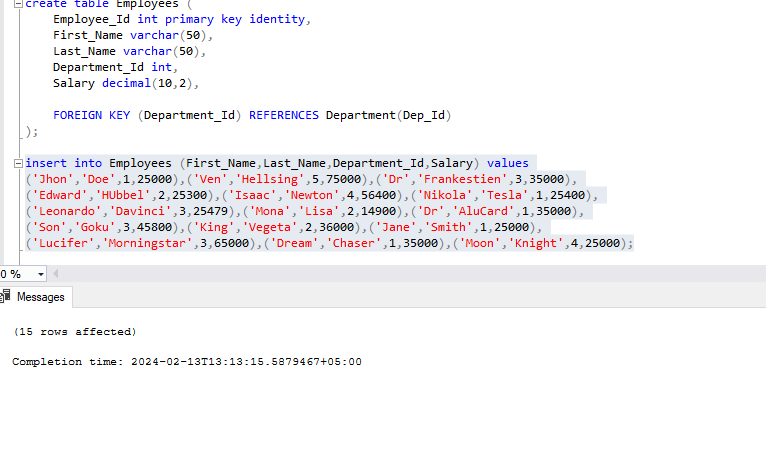 create table Employees (
Employee_Id int primary key identity,
First_Name varchar(50),
Last_Name varchar(50),
Department_Id int,
Salary decimal(10,2),
FOREIGN KEY (Department_Id) REFERENCES Department(Dep_Id)
);
insert into Employees (First_Name,Last_Name,Department_Id,Salary) values
('Jhon','Doe',1,25000),('Ven','Hellsing',5,75000),('Dr','Frankestien',3,35000),
('Edward','HUbbel',2,25300),('Isaac','Newton',4,56400),('Nikola','Tesla',1,25400),
('Leonardo','Davinci',3,25479),('Mona','Lisa',2,14900),('Dr','AluCard',1,35000),
('Son','Goku',3,45800),('King','Vegeta',2,36000),('Jane','Smith',1,25000),
('Lucifer','Morningstar',3,65000),('Dream','Chaser',1,35000),('Moon','Knight',4,25000);
0 %
Messages
(15 rows affected)
Completion time: 2024-02-13T13:13:15.5879467+05:00